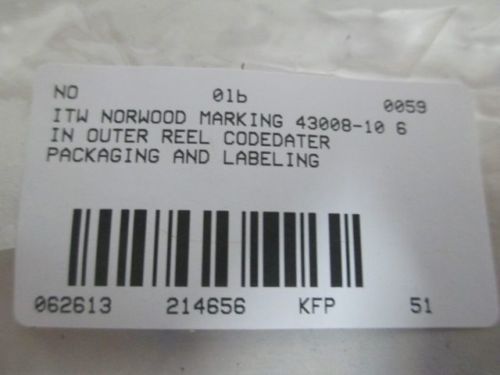 NO 01b 0059
ITW NORWOOD MARKING 43008-10 6
IN OUTER REEL CODEDATER
PACKAGING AND LABELING
062613 214656 KFP 51